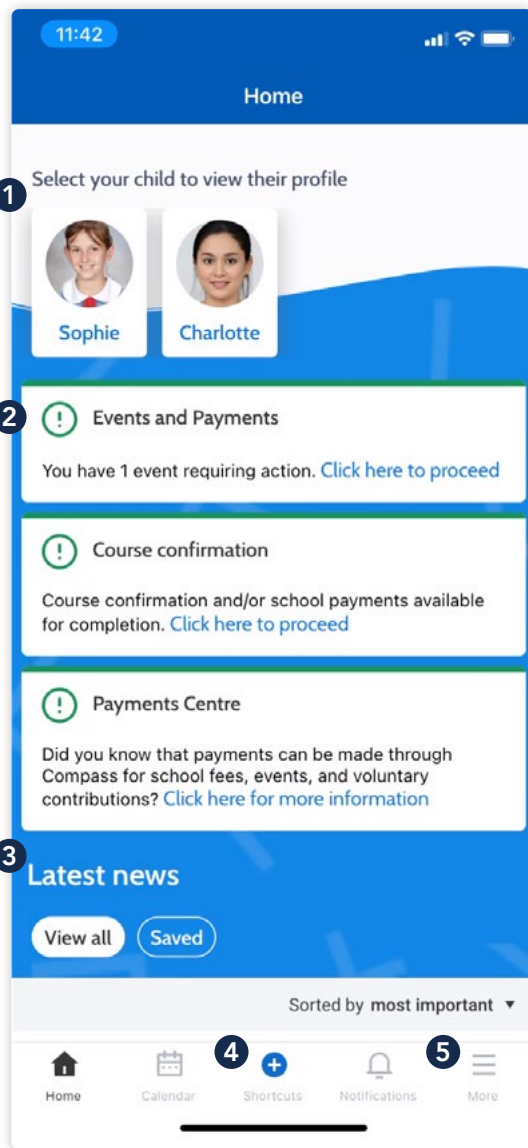 11:42
Home
1
Select your child to view their profile
Sophie
Charlotte
2
Events and Payments
You have 1 event requiring action. Click here to proceed
Course confirmation
Course confirmation and/or school payments available
for completion. Click here to proceed
Payments Centre
Did you know that payments can be made through
Compass for school fees, events, and voluntary
contributions? Click here for more information
3
Latest news
View all
Saved
Sorted by most important
4
5
Home
Calendar
Shortcuts
Notifications
More